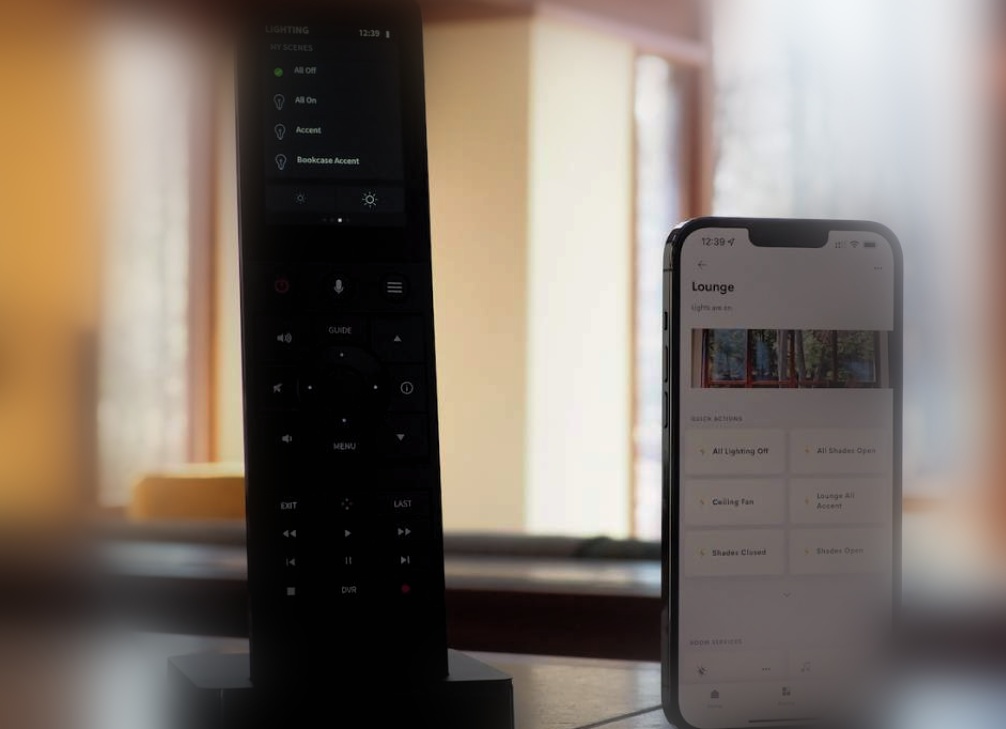 LIGHTING
12:39
MY SCENES
All Off
All On
Accent
Bookcase Accent
GUIDE
MENU
EXIT
LAST
DVR
12:39
Lounge
Lights are on
QUICK ACTIONS
All Lighting Off
All Shades Open
Ceiling Fan
Lounge All
Accent
Shades Closed
Shades Open
ROOM SERVICES